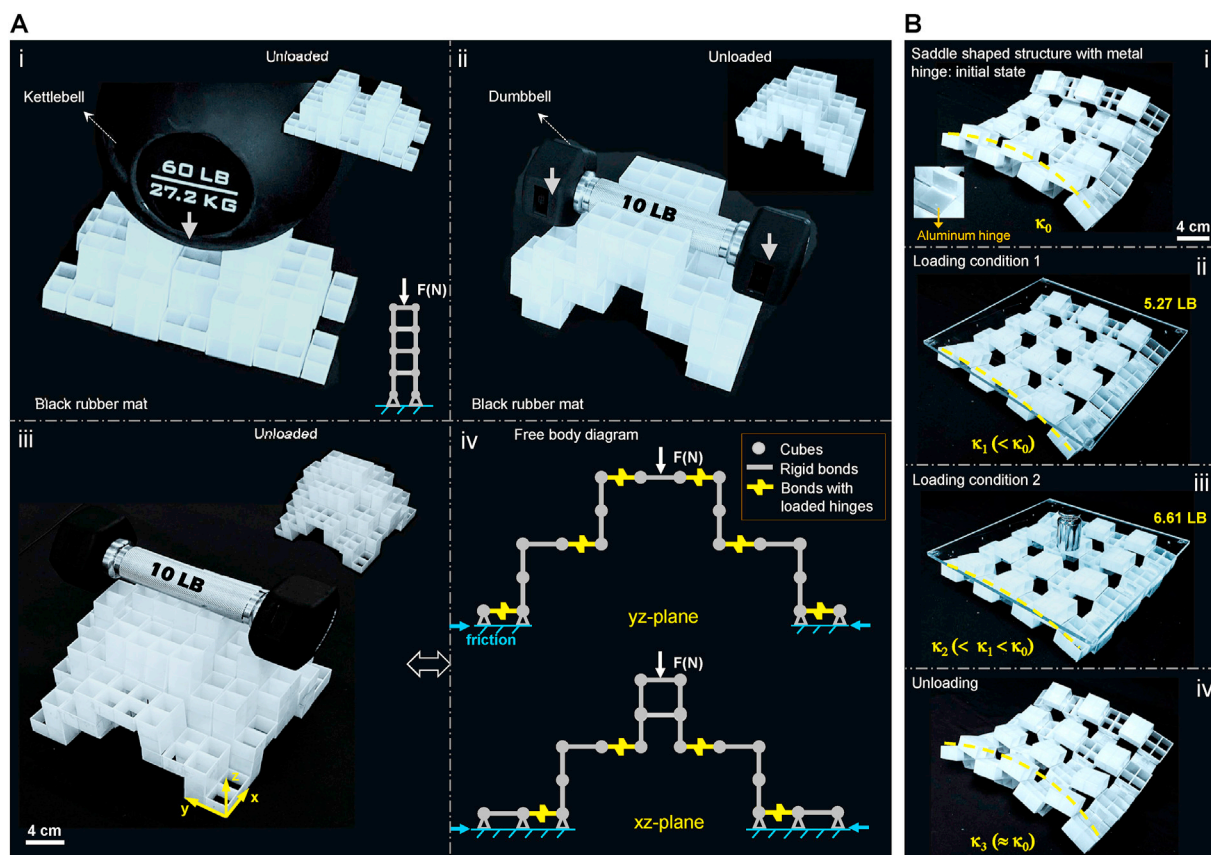 A
i
Unloaded
Kettlebell
60 LB
27.2 KG
F(N)
Black rubber mat
ii
Unloaded
Dumbbell
10 LB
Black rubber mat
iii
Unloaded
10 LB
z
y
x
4 cm
iv
Free body diagram
F(N)
Cubes
Rigid bonds
Bonds with
loaded hinges
yz-plane
friction
F(N)
xz-plane
B
Saddle shaped structure with metal
hinge: initial state
i
κ₀
Aluminum hinge
4 cm
Loading condition 1
ii
5.27 LB
κ₁ (< κ₀)
Loading condition 2
iii
6.61 LB
κ₂ (< κ₁ < κ₀)
Unloading
iv
κ₃ (≈ κ₀)